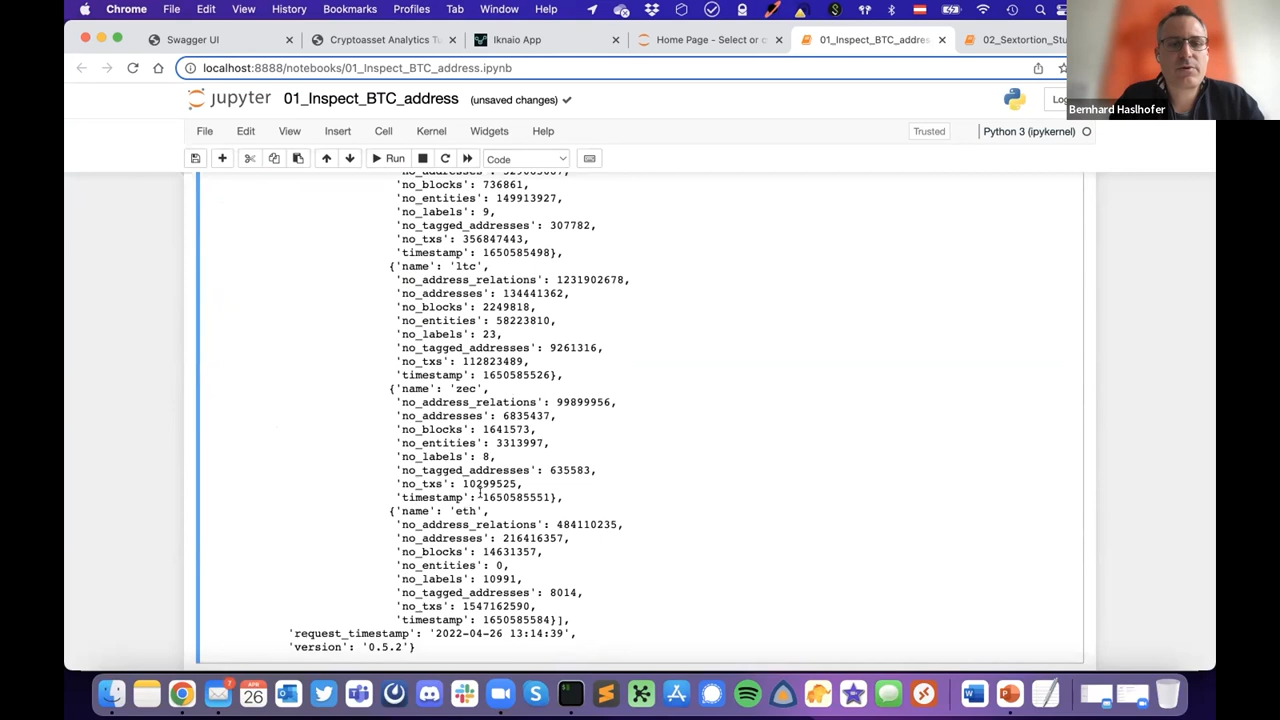 Chrome File Edit View History Bookmarks Profiles Tab Window Help
Swagger UI
Cryptoasset Analytics Tu
Iknaio App
Home Page - Select or c
01_Inspect_BTC_addres
02_Sextortion_Stu
localhost:8888/notebooks/01_Inspect_BTC_address.ipynb
Bernhard Haslhofer
jupyter 01_Inspect_BTC_address (unsaved changes)
File Edit View Insert Cell Kernel Widgets Help
Trusted
Python 3 (ipykernel)
Run
Code
'no_blocks': 736861,
'no_entities': 149913927,
'no_labels': 9,
'no_tagged_addresses': 307782,
'no_txs': 356847443,
'timestamp': 1650585498},
{'name': 'ltc',
'no_address_relations': 1231902678,
'no_addresses': 134441362,
'no_blocks': 2249818,
'no_entities': 58223810,
'no_labels': 23,
'no_tagged_addresses': 9261316,
'no_txs': 112823489,
'timestamp': 1650585526},
{'name': 'zec',
'no_address_relations': 99899956,
'no_addresses': 6835437,
'no_blocks': 1641573,
'no_entities': 3313997,
'no_labels': 8,
'no_tagged_addresses': 635583,
'no_txs': 10299525,
'timestamp': 1650585551},
{'name': 'eth',
'no_address_relations': 484110235,
'no_addresses': 216416357,
'no_blocks': 14631357,
'no_entities': 0,
'no_labels': 10991,
'no_tagged_addresses': 8014,
'no_txs': 1547162590,
'timestamp': 1650585584}],
'request_timestamp': '2022-04-26 13:14:39',
'version': '0.5.2'}
APR
26
7